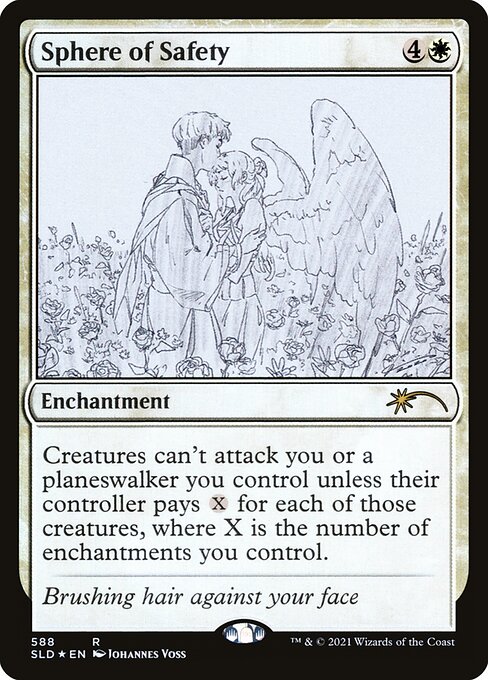 Sphere of Safety 4
Enchantment
Creatures can't attack you or a
planeswalker you control unless their
controller pays X for each of those
creatures, where X is the number of
enchantments you control.
Brushing hair against your face
588 R
SLD ★ EN Johannes Voss
™ & © 2021 Wizards of the Coast